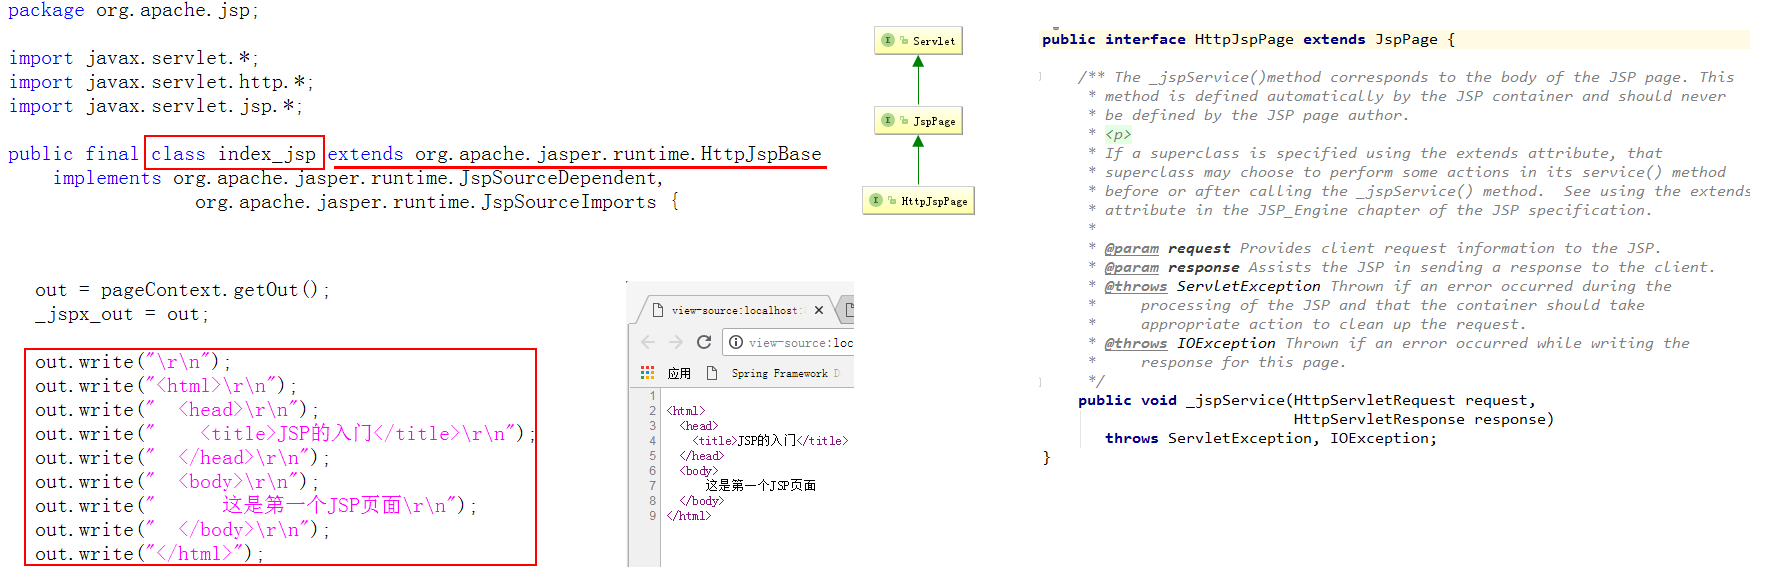 package org.apache.jsp;
import javax.servlet.*;
import javax.servlet.http.*;
import javax.servlet.jsp.*;
public final class index_jsp extends org.apache.jasper.runtime.HttpJspBase
    implements org.apache.jasper.runtime.JspSourceDependent,
                 org.apache.jasper.runtime.JspSourceImports {
out = pageContext.getOut();
_jspx_out = out;
out.write("\r\n");
out.write("<html>\r\n");
out.write("  <head>\r\n");
out.write("    <title>JSP的入门</title>\r\n");
out.write("  </head>\r\n");
out.write("  <body>\r\n");
out.write("      这是第一个JSP页面\r\n");
out.write("  </body>\r\n");
out.write("</html>");
I Servlet
I JspPage
I HttpJspPage
view-source:localhost:
view-source:loc
应用 Spring Framework D
1
2 <html>
3   <head>
4     <title>JSP的入门</title>
5   </head>
6   <body>
7       这是第一个JSP页面
8   </body>
9 </html>
public interface HttpJspPage extends JspPage {
    /** The _jspService()method corresponds to the body of the JSP page. This
     * method is defined automatically by the JSP container and should never
     * be defined by the JSP page author.
     * <p>
     * If a superclass is specified using the extends attribute, that
     * superclass may choose to perform some actions in its service() method
     * before or after calling the _jspService() method.  See using the extends
     * attribute in the JSP_Engine chapter of the JSP specification.
     *
     * @param request Provides client request information to the JSP.
     * @param response Assists the JSP in sending a response to the client.
     * @throws ServletException Thrown if an error occurred during the
     *     processing of the JSP and that the container should take
     *     appropriate action to clean up the request.
     * @throws IOException Thrown if an error occurred while writing the
     *     response for this page.
     */
    public void _jspService(HttpServletRequest request,
                            HttpServletResponse response)
       throws ServletException, IOException;
}